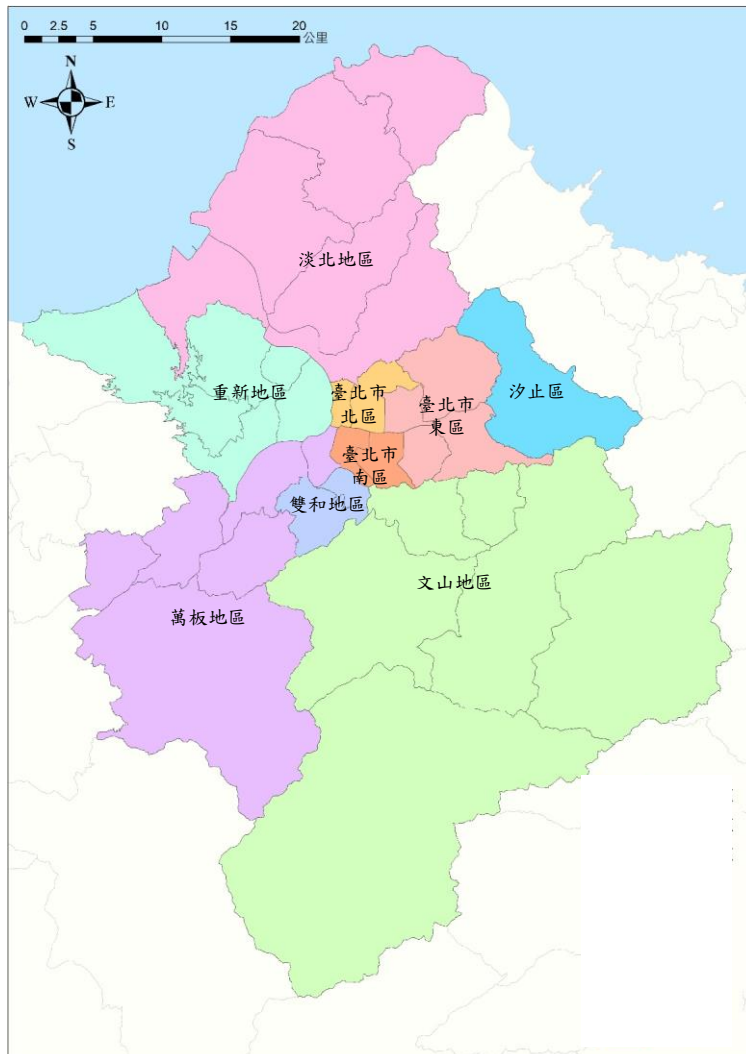 0 2.5 5 10 15 20
公里
N
W E
S
淡北地區
重新地區
臺北市
北區
臺北市
東區
汐止區
臺北市
南區
雙和地區
文山地區
萬板地區